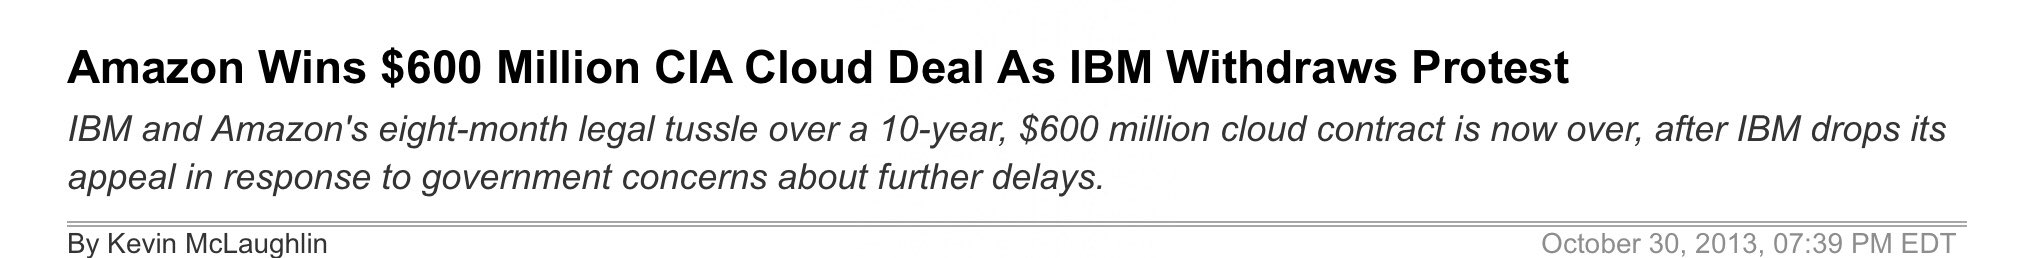 Amazon Wins $600 Million CIA Cloud Deal As IBM Withdraws Protest
IBM and Amazon's eight-month legal tussle over a 10-year, $600 million cloud contract is now over, after IBM drops its
appeal in response to government concerns about further delays.
By Kevin McLaughlin
October 30, 2013, 07:39 PM EDT